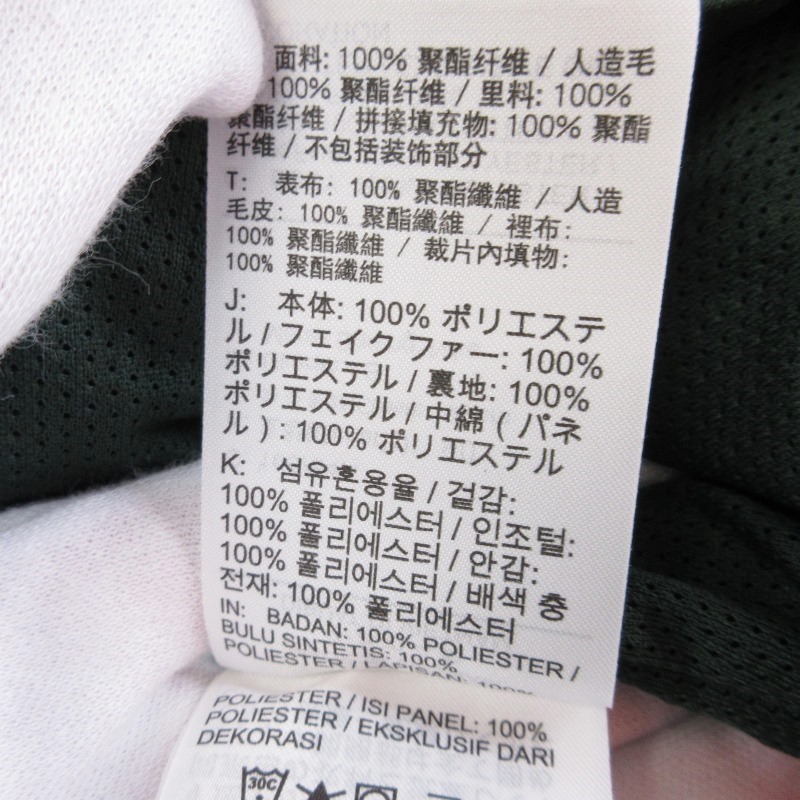 面料: 100% 聚酯纤维 / 人造毛
100% 聚酯纤维 / 里料: 100%
聚酯纤维 / 拼接填充物: 100% 聚酯
纤维 / 不包括装饰部分
T: 表布: 100% 聚酯纖維 / 人造
毛皮: 100% 聚酯纖維 / 裡布:
100% 聚酯纖維 / 裁片內填物:
100% 聚酯纖維
J: 本体: 100% ポリエステ
ル / フェイク ファー: 100%
ポリエステル / 裏地: 100%
ポリエステル / 中綿 ( パネ
ル ) : 100% ポリエステル
K: 섬유혼용율 / 겉감:
100% 폴리에스터 / 인조털:
100% 폴리에스터 / 안감:
100% 폴리에스터 / 배색 충
전재: 100% 폴리에스터
IN: BADAN: 100% POLIESTER /
BULU SINTETIS: 100%
POLIESTER / LAPISAN: 100%
POLIESTER / ISI PANEL: 100%
POLIESTER / EKSKLUSIF DARI
DEKORASI
30C